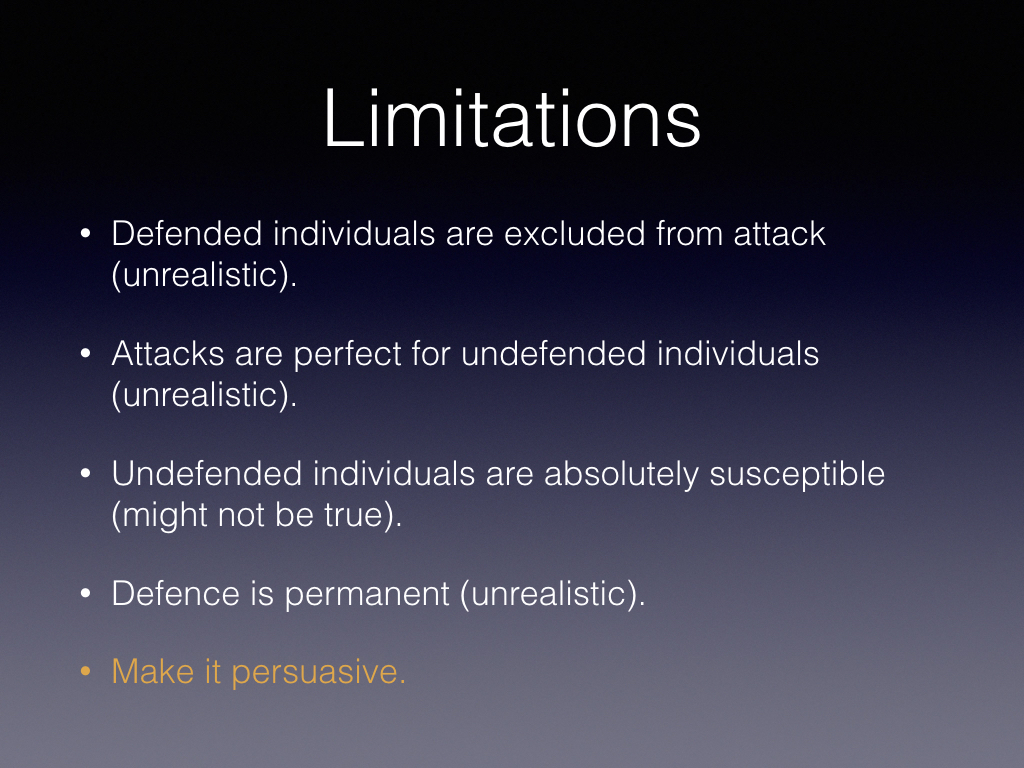 Limitations
• Defended individuals are excluded from attack
(unrealistic).
• Attacks are perfect for undefended individuals
(unrealistic).
• Undefended individuals are absolutely susceptible
(might not be true).
• Defence is permanent (unrealistic).
• Make it persuasive.